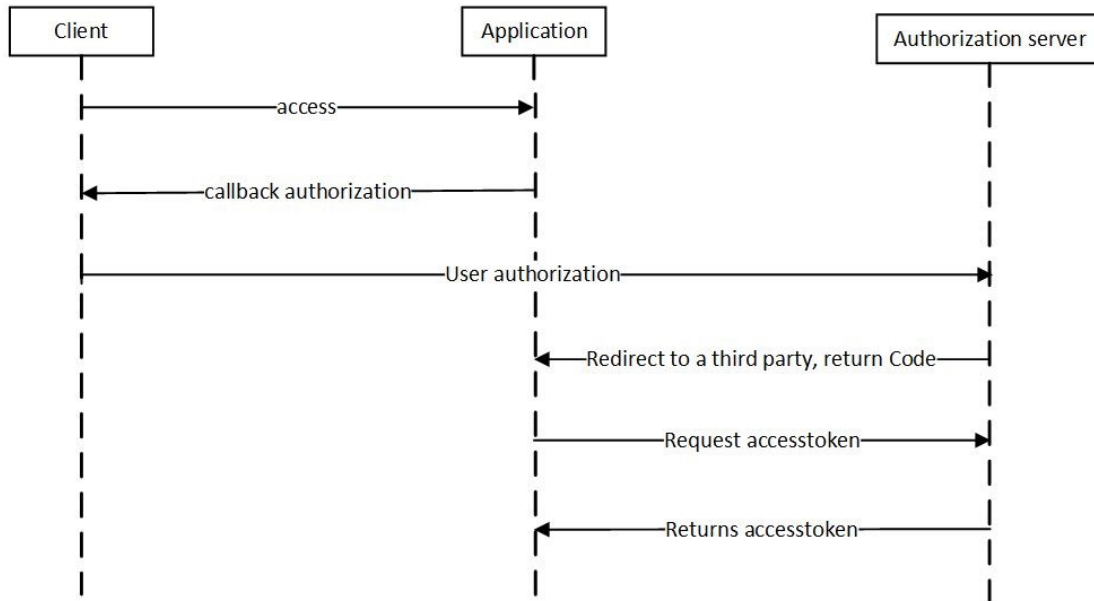 Client
Application
Authorization server
access
callback authorization
User authorization
Redirect to a third party, return Code
Request accesstoken
Returns accesstoken